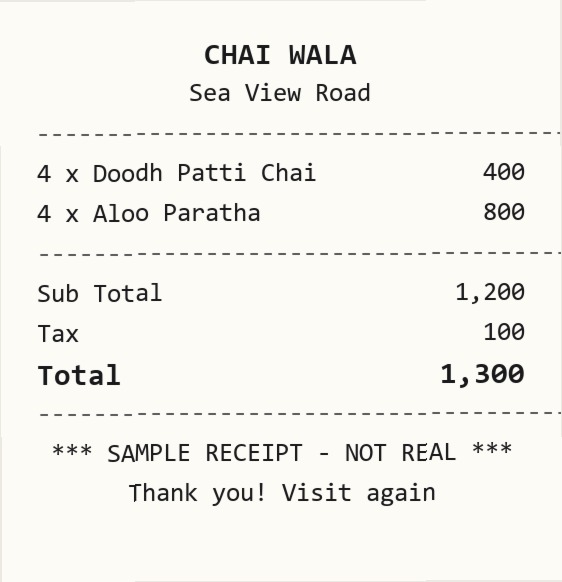 CHAI WALA
Sea View Road
4 x Doodh Patti Chai 400
4 x Aloo Paratha 800
Sub Total 1,200
Tax 100
Total 1,300
*** SAMPLE RECEIPT - NOT REAL ***
Thank you! Visit again